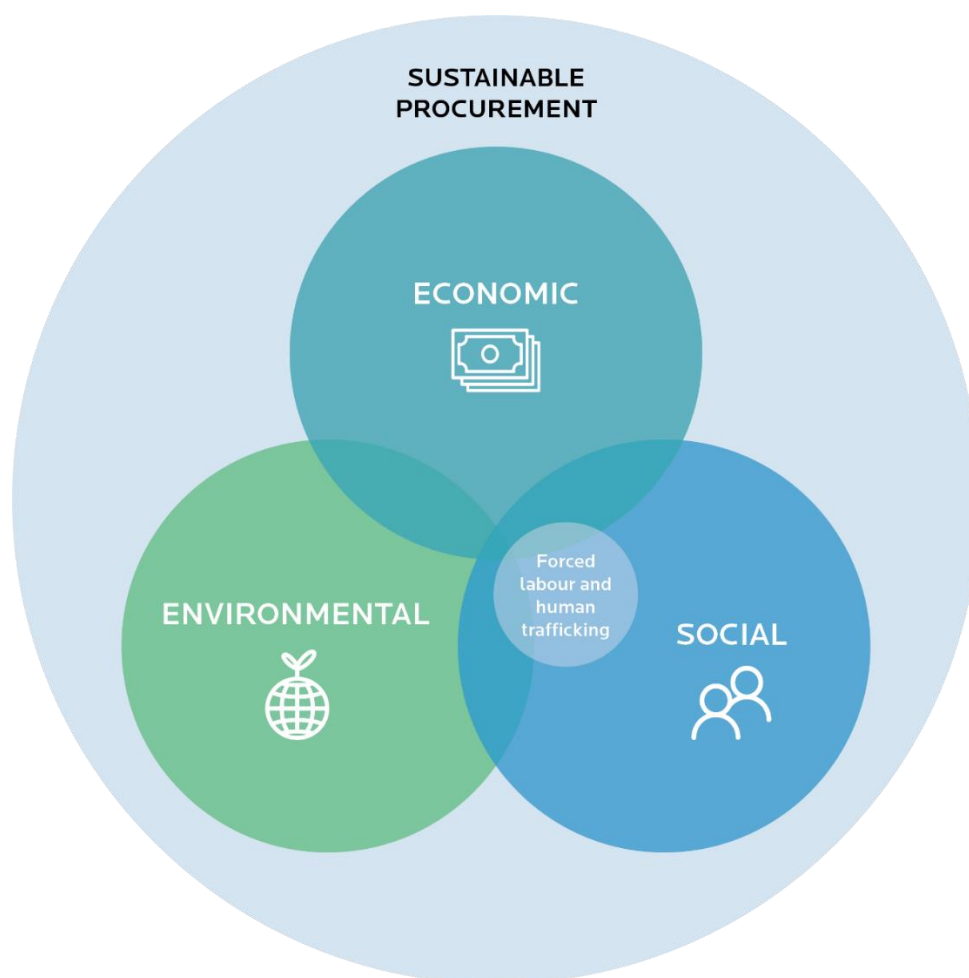 SUSTAINABLE
PROCUREMENT
ECONOMIC
Forced
labour and
human
trafficking
ENVIRONMENTAL
SOCIAL